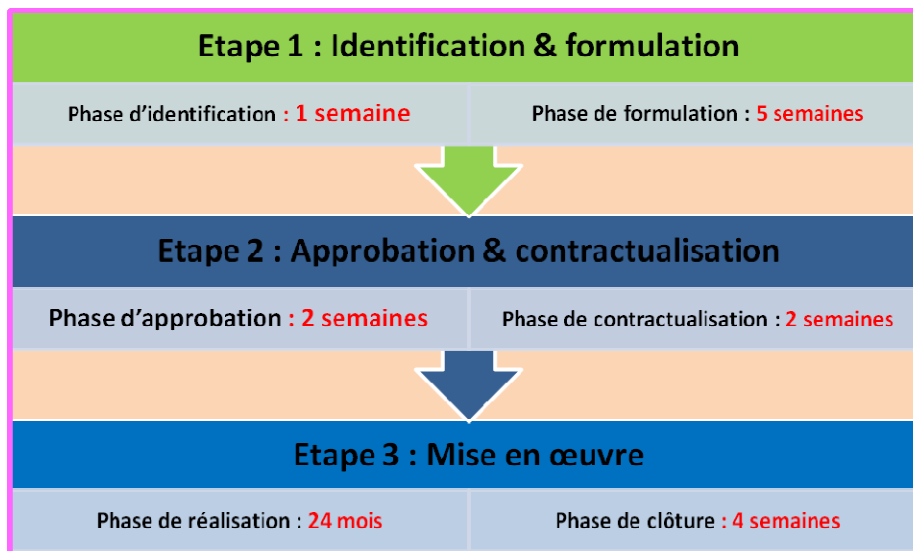 Etape 1 : Identification & formulation
Phase d’identification : 1 semaine
Phase de formulation : 5 semaines
Etape 2 : Approbation & contractualisation
Phase d’approbation : 2 semaines
Phase de contractualisation : 2 semaines
Etape 3 : Mise en œuvre
Phase de réalisation : 24 mois
Phase de clôture : 4 semaines